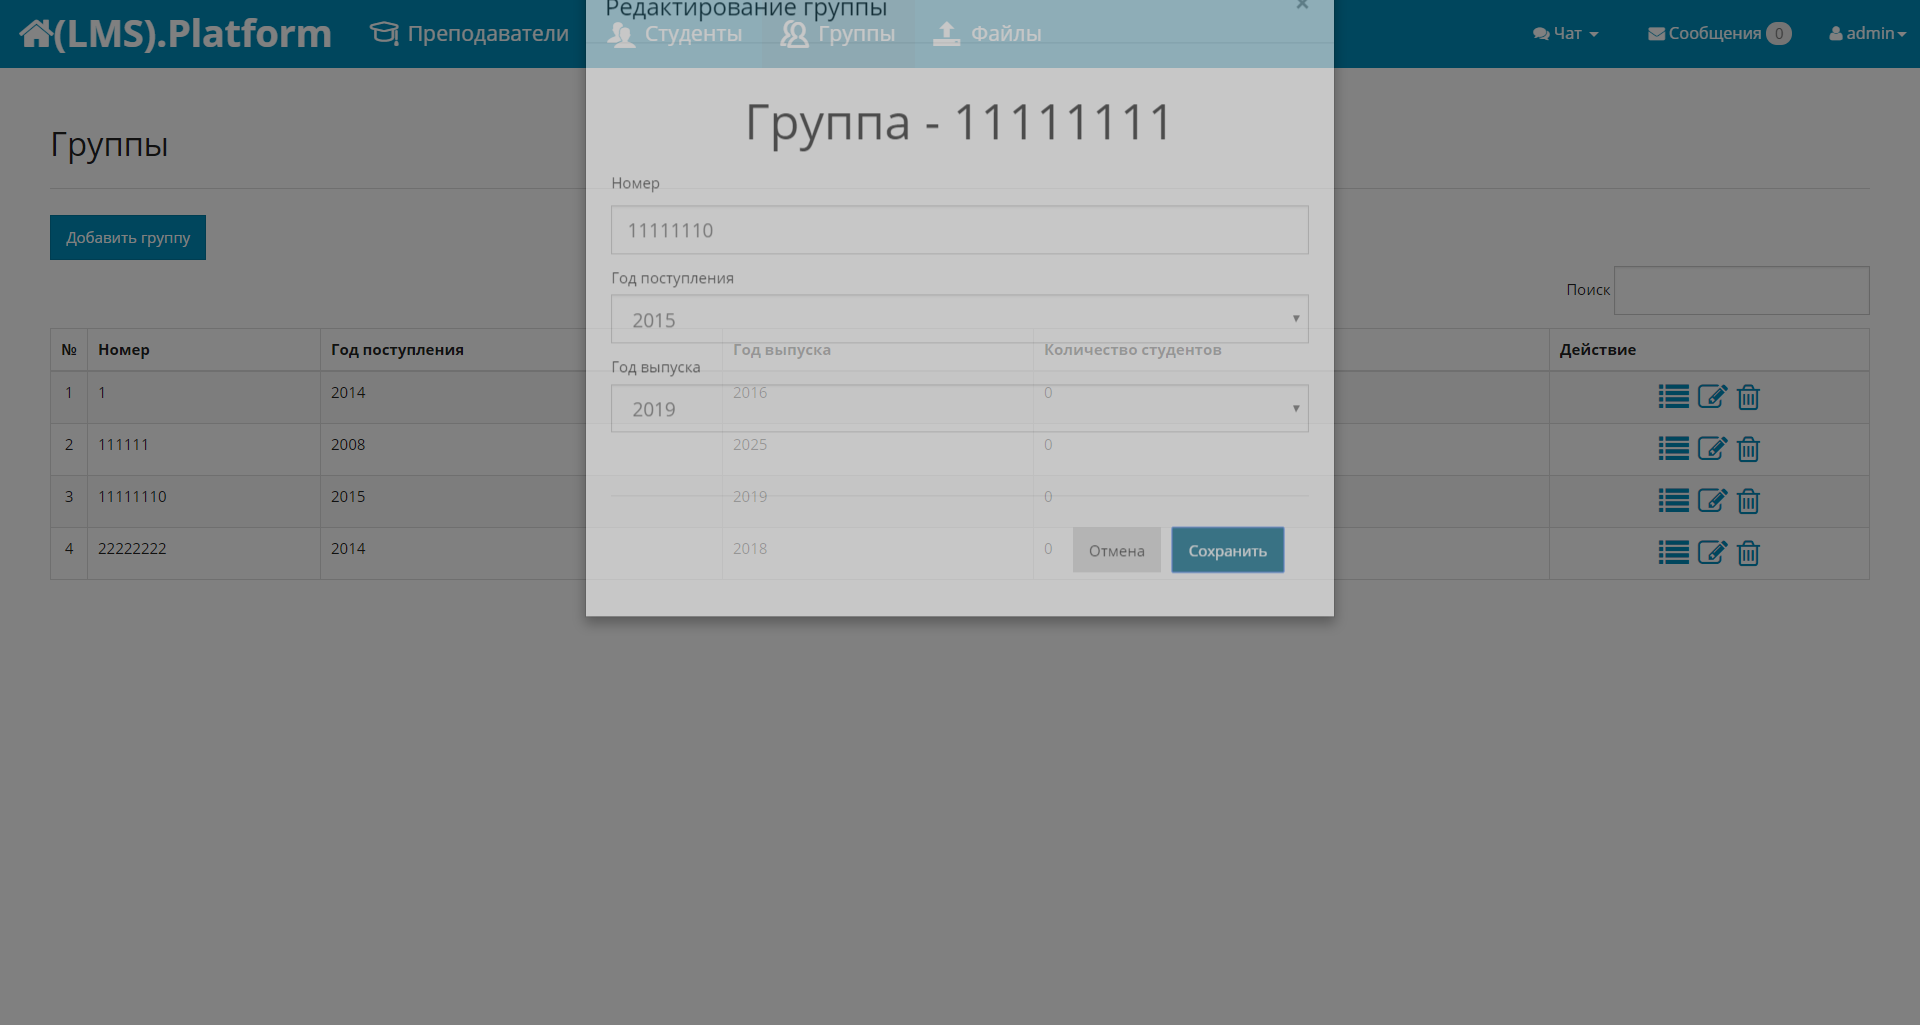 (LMS).Platform
Преподаватели
Студенты
Группы
Файлы
Чат
Сообщения 0
admin
Редактирование группы
×
Группа - 11111111
Номер
11111110
Год поступления
2015
Год выпуска
2019
Отмена
Сохранить
Группы
Добавить группу
Поиск
№ Номер Год поступления Год выпуска Количество студентов Действие
1 1 2014 2016 0
2 111111 2008 2025 0
3 11111110 2015 2019 0
4 22222222 2014 2018 0